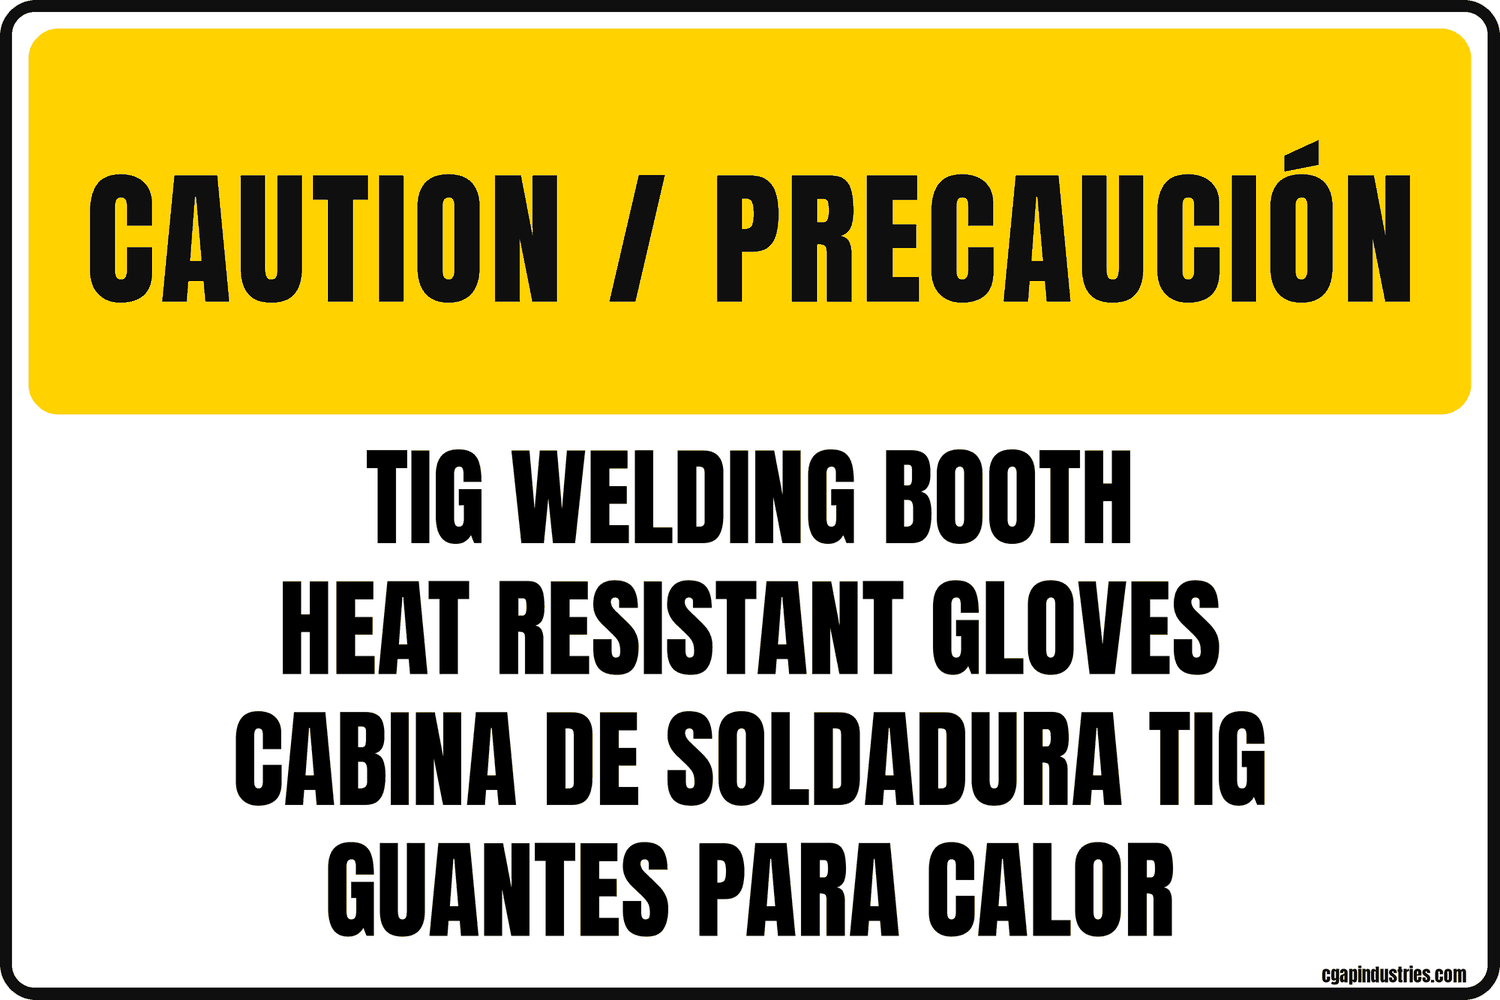 CAUTION / PRECAUCIÓN
TIG WELDING BOOTH
HEAT RESISTANT GLOVES
CABINA DE SOLDADURA TIG
GUANTES PARA CALOR
cgapindustries.com